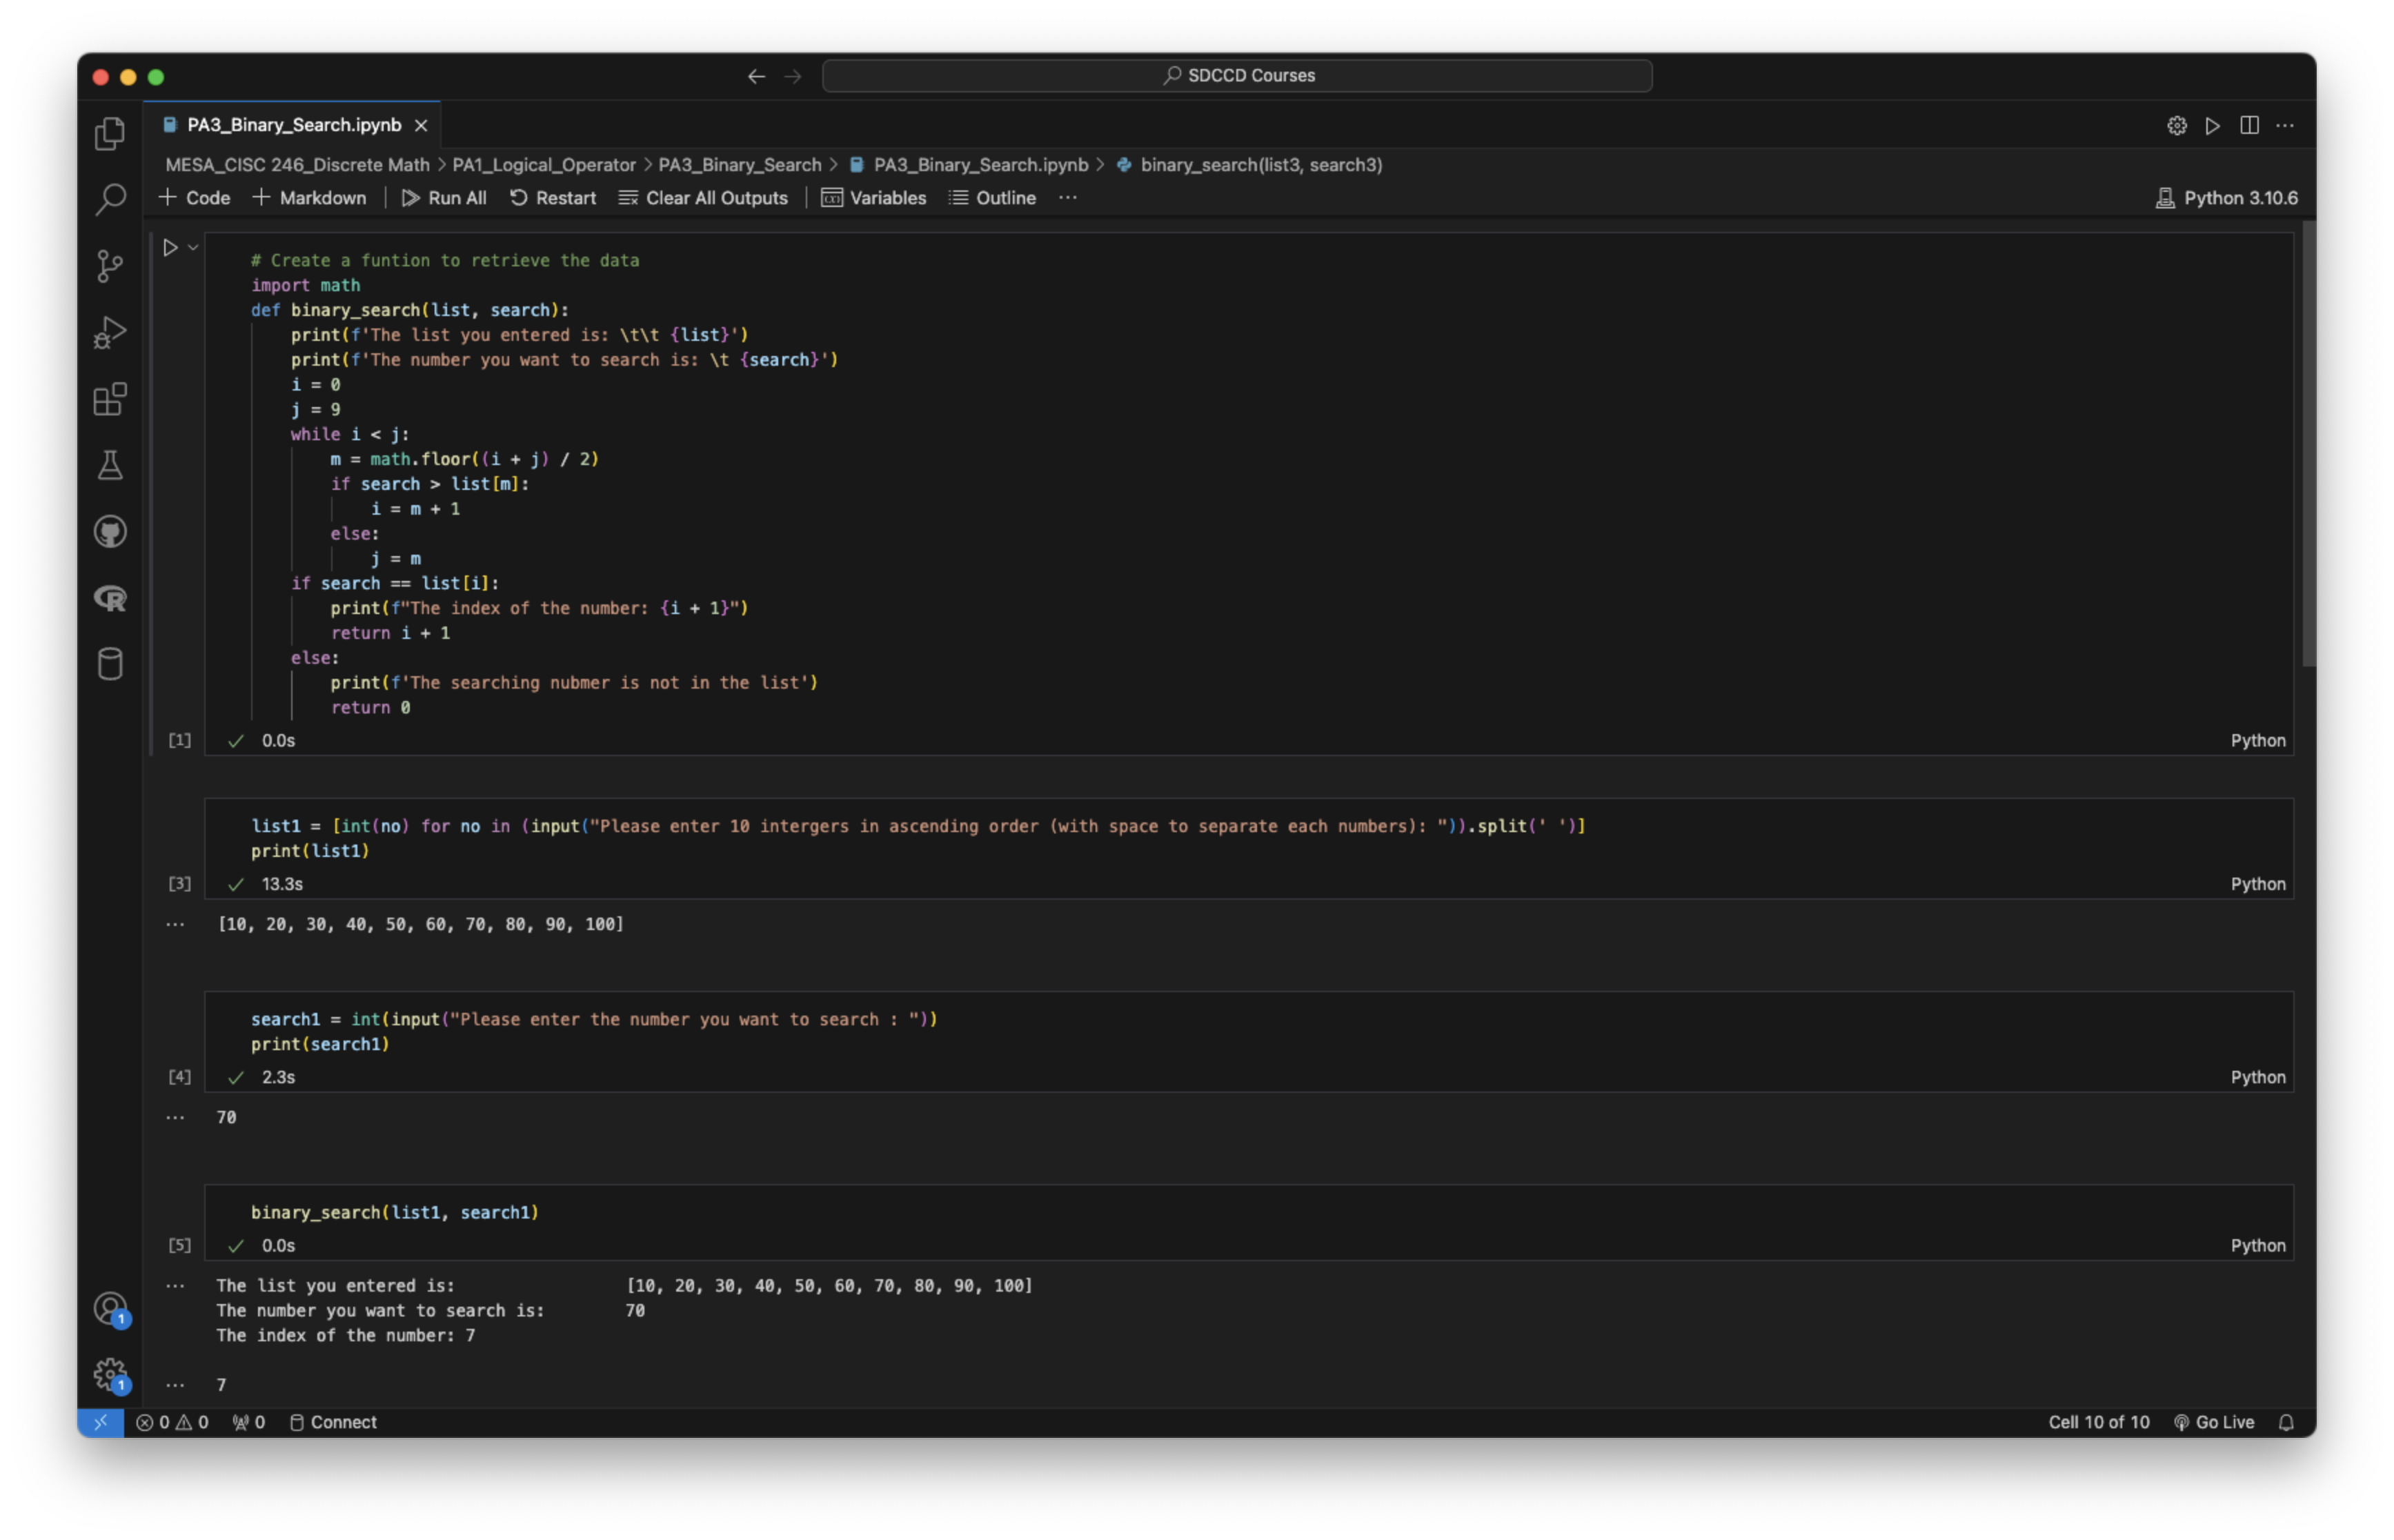 SDCCD Courses
PA3_Binary_Search.ipynb
MESA_CISC 246_Discrete Math > PA1_Logical_Operator > PA3_Binary_Search > PA3_Binary_Search.ipynb > binary_search(list3, search3)
+ Code + Markdown | Run All Restart Clear All Outputs | Variables Outline ... Python 3.10.6
# Create a funtion to retrieve the data
import math
def binary_search(list, search):
    print(f'The list you entered is: \t\t {list}')
    print(f'The number you want to search is: \t {search}')
    i = 0
    j = 9
    while i < j:
        m = math.floor((i + j) / 2)
        if search > list[m]:
            i = m + 1
        else:
            j = m
    if search == list[i]:
        print(f"The index of the number: {i + 1}")
        return i + 1
    else:
        print(f'The searching nubmer is not in the list')
        return 0
[1] ✓ 0.0s Python
list1 = [int(no) for no in (input("Please enter 10 intergers in ascending order (with space to separate each numbers): ")).split(' ')]
print(list1)
[3] ✓ 13.3s Python
... [10, 20, 30, 40, 50, 60, 70, 80, 90, 100]
search1 = int(input("Please enter the number you want to search : "))
print(search1)
[4] ✓ 2.3s Python
... 70
binary_search(list1, search1)
[5] ✓ 0.0s Python
... The list you entered is: [10, 20, 30, 40, 50, 60, 70, 80, 90, 100]
The number you want to search is: 70
The index of the number: 7
... 7
1
1
0 0 0 Connect Cell 10 of 10 Go Live